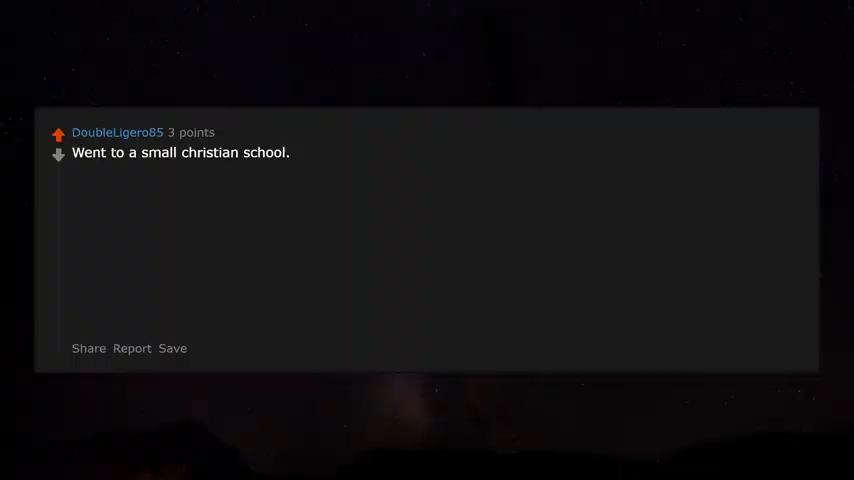 DoubleLigero85 3 points
Went to a small christian school.
Share Report Save